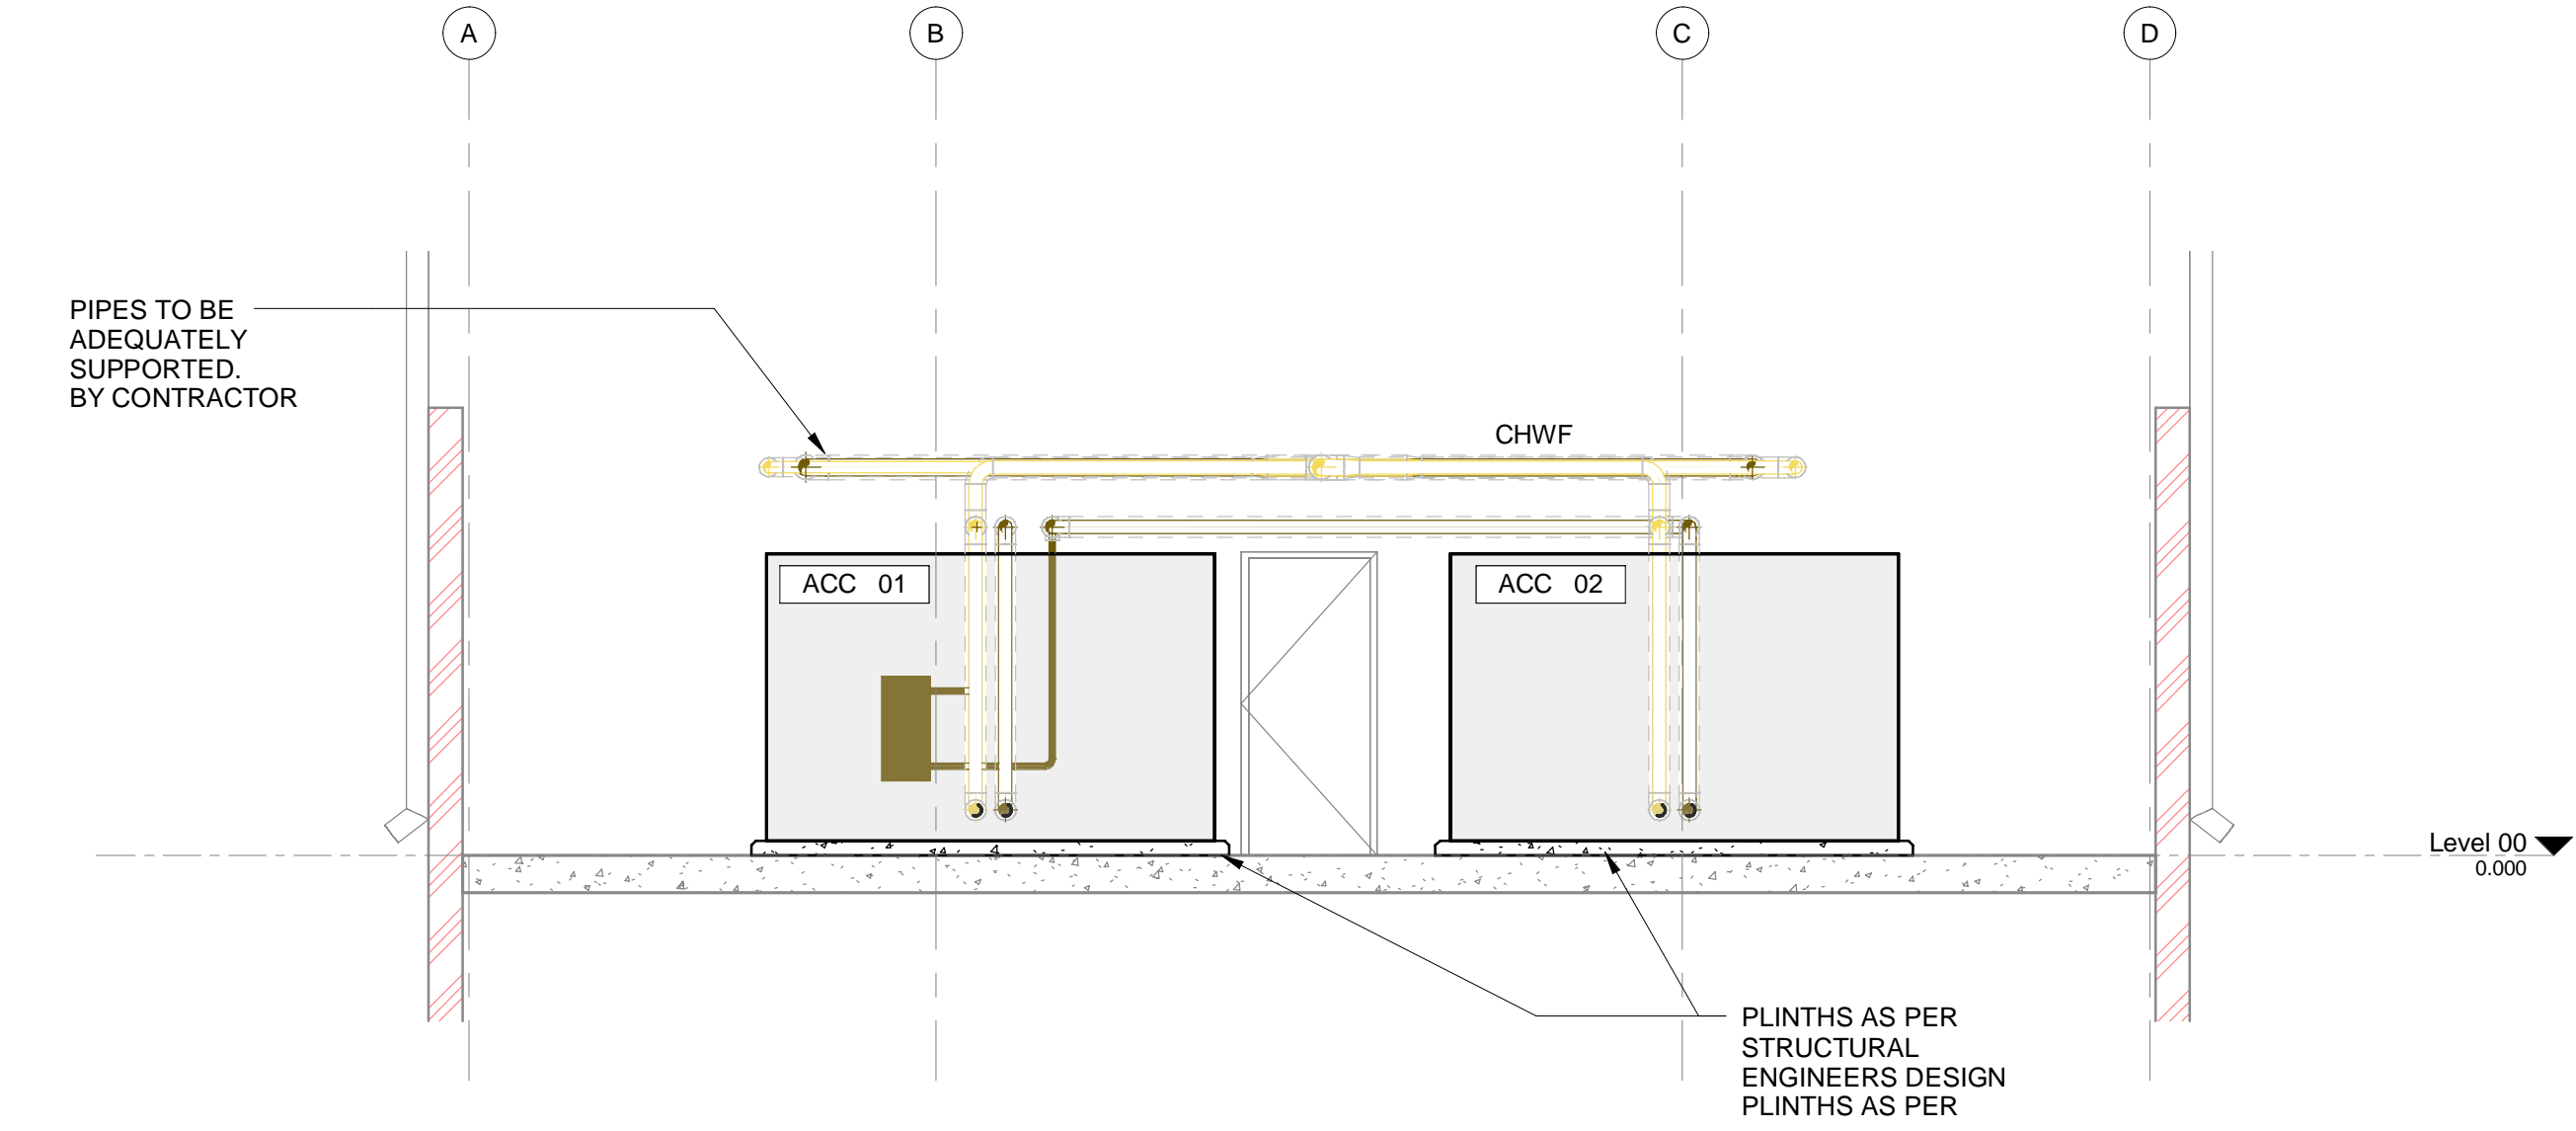 A
B
C
D
PIPES TO BE
ADEQUATELY
SUPPORTED.
BY CONTRACTOR
CHWF
ACC 01
ACC 02
Level 00
0.000
PLINTHS AS PER
STRUCTURAL
ENGINEERS DESIGN
PLINTHS AS PER